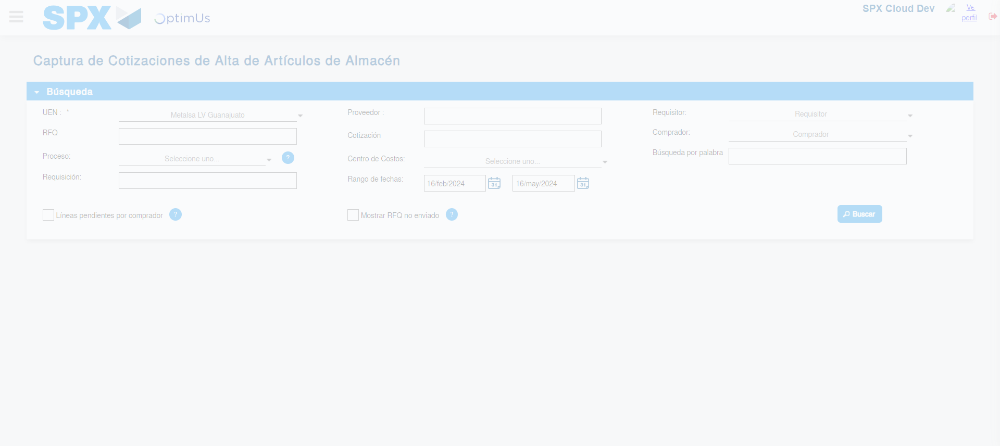 SPX OptimUs
SPX Cloud Dev
perfil
Captura de Cotizaciones de Alta de Artículos de Almacén
Búsqueda
UEN : * Metalsa LV Guanajuato
Proveedor :
Requisitor: Requisitor
RFQ
Cotización
Comprador: Comprador
Proceso: Seleccione uno... ?
Centro de Costos: Seleccione uno...
Búsqueda por palabra
Requisición:
Rango de fechas: 16/feb/2024 31 16/may/2024 31
Líneas pendientes por comprador ?
Mostrar RFQ no enviado ?
Buscar